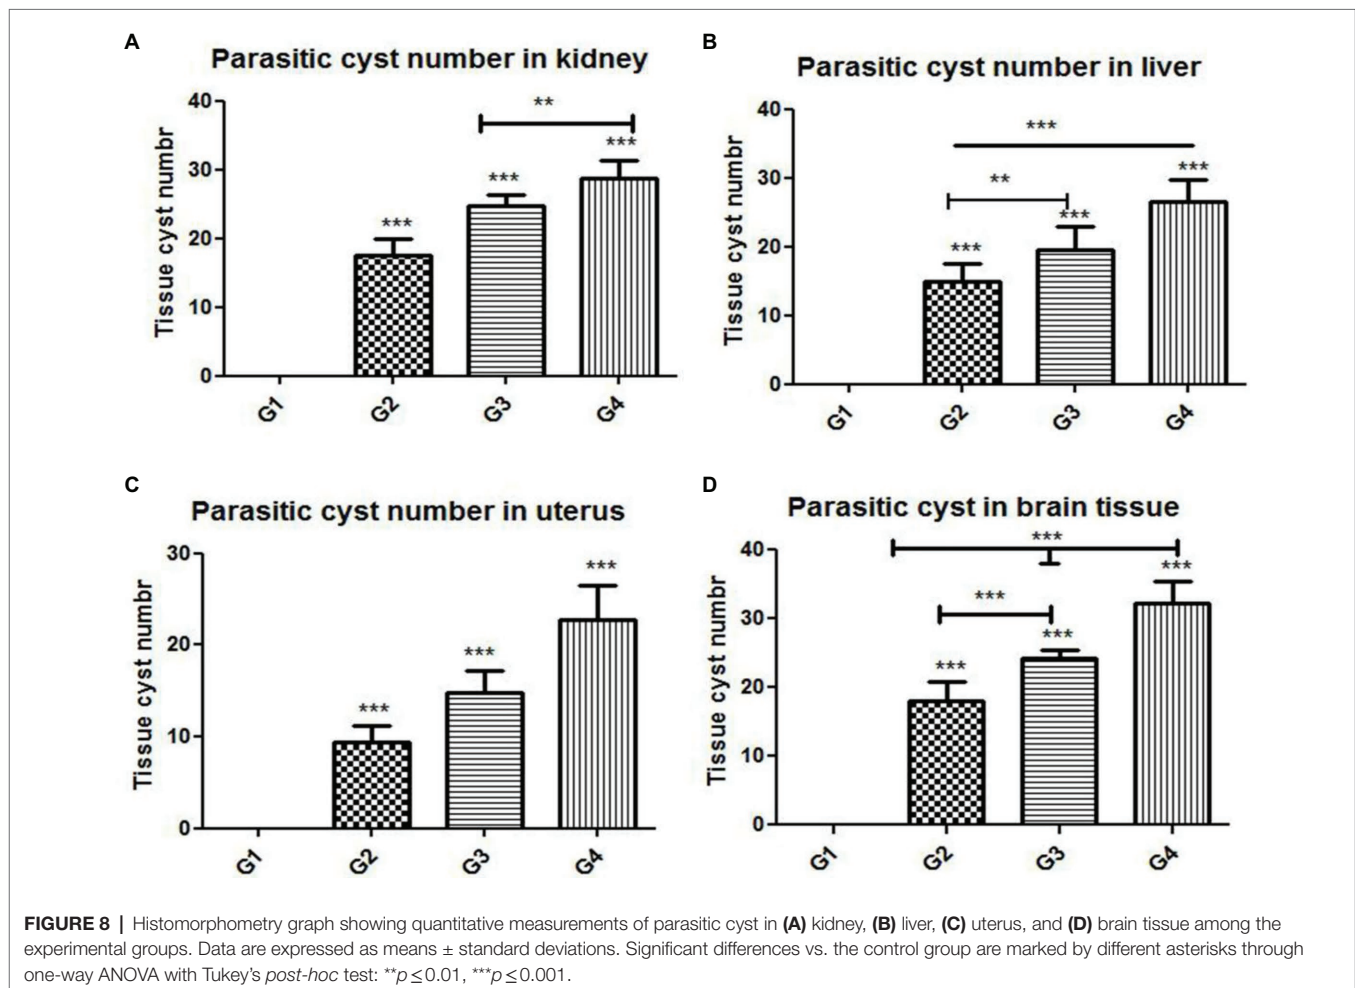 A
Parasitic cyst number in kidney
Tissue cyst numbr
40
30
20
10
0
**
***
***
***
G1 G2 G3 G4
B
Parasitic cyst number in liver
Tissue cyst numbr
40
30
20
10
0
***
**
***
***
***
G1 G2 G3 G4
C
Parasitic cyst number in uterus
Tissue cyst numbr
30
20
10
0
***
***
***
G1 G2 G3 G4
D
Parasitic cyst in brain tissue
Tissue cyst numbr
40
30
20
10
0
***
***
***
***
***
G1 G2 G3 G4
FIGURE 8 | Histomorphometry graph showing quantitative measurements of parasitic cyst in (A) kidney, (B) liver, (C) uterus, and (D) brain tissue among the
experimental groups. Data are expressed as means ± standard deviations. Significant differences vs. the control group are marked by different asterisks through
one-way ANOVA with Tukey's post-hoc test: **p ≤ 0.01, ***p ≤ 0.001.